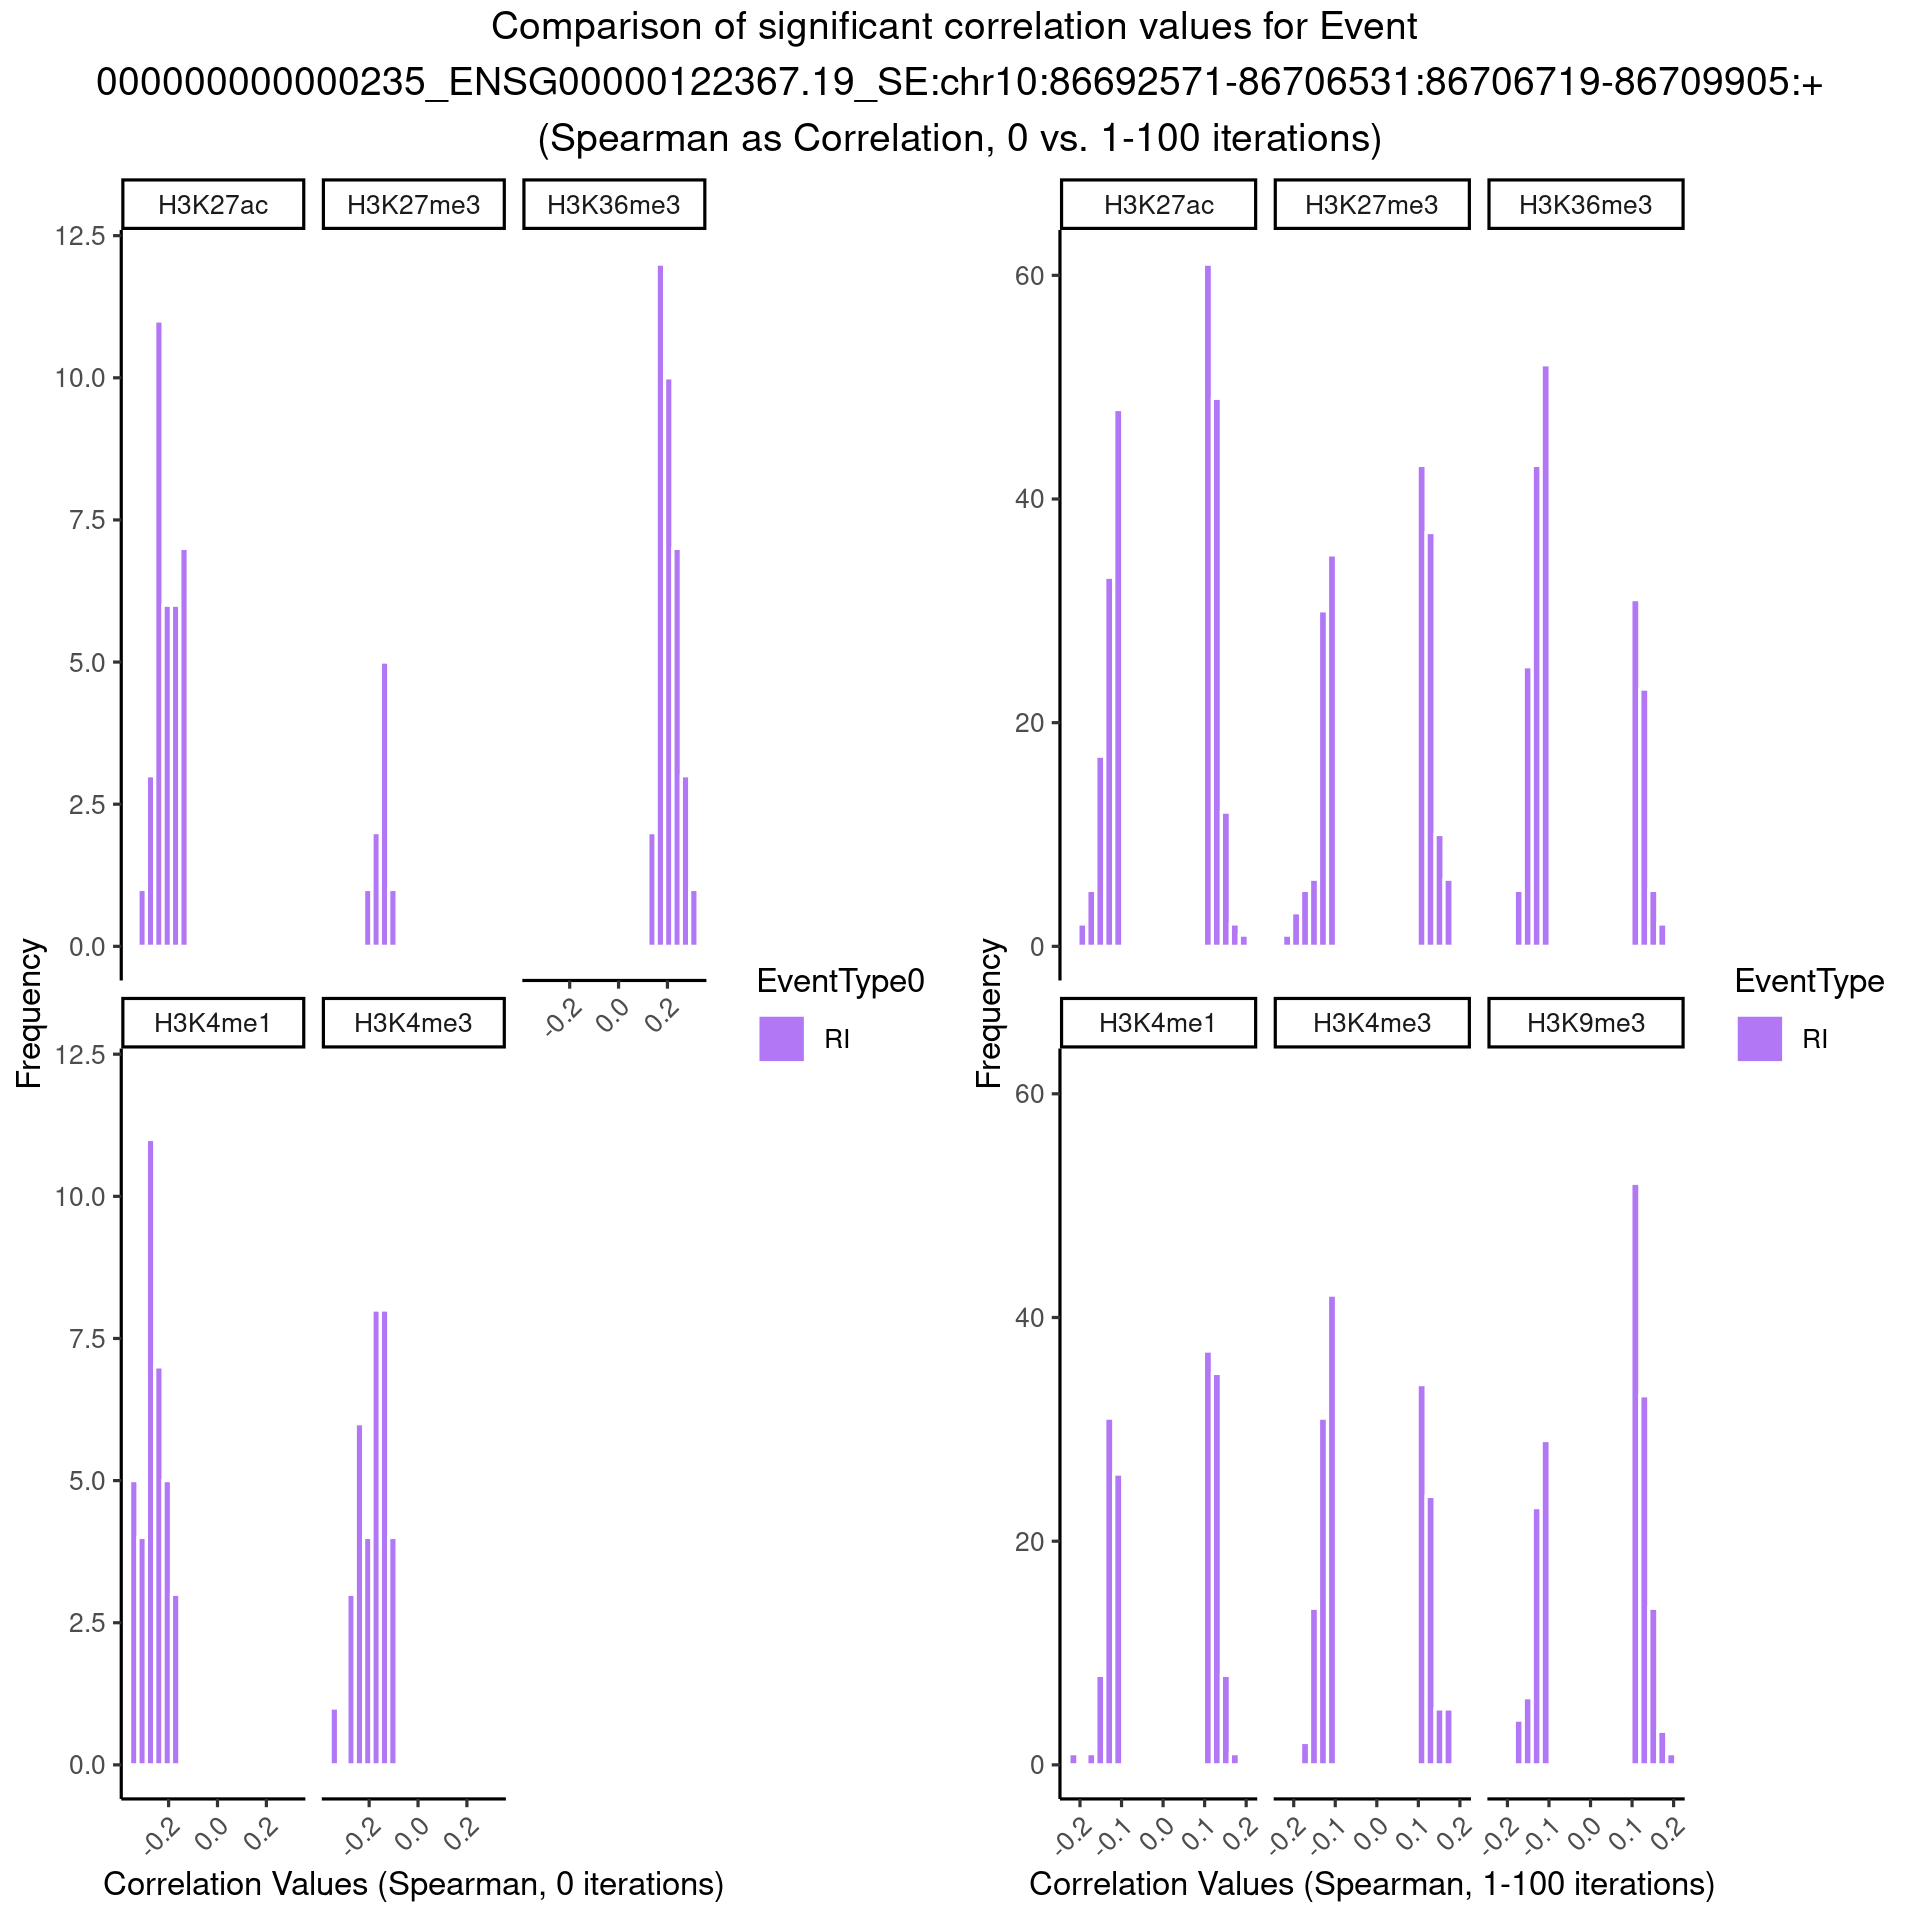 Comparison of significant correlation values for Event
000000000000235_ENSG00000122367.19_SE:chr10:86692571-86706531:86706719-86709905:+
(Spearman as Correlation, 0 vs. 1-100 iterations)
H3K27ac H3K27me3 H3K36me3
12.5
10.0
7.5
5.0
2.5
0.0
-0.2 0.0 0.2
H3K4me1 H3K4me3
12.5
10.0
7.5
5.0
2.5
0.0
-0.2 0.0 0.2 -0.2 0.0 0.2
Frequency
Correlation Values (Spearman, 0 iterations)
EventType0
RI
H3K27ac H3K27me3 H3K36me3
60
40
20
0
H3K4me1 H3K4me3 H3K9me3
60
40
20
0
-0.2 -0.1 0.0 0.1 0.2 -0.2 -0.1 0.0 0.1 0.2 -0.2 -0.1 0.0 0.1 0.2
Frequency
Correlation Values (Spearman, 1-100 iterations)
EventType
RI